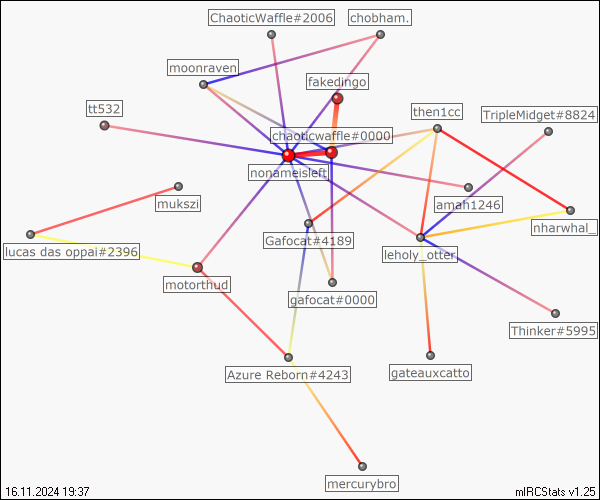 ChaoticWaffle#2006
chobham.
moonraven
fakedingo
tt532
then1cc
TripleMidget#8824
chaoticwaffle#0000
nonameisleft
mukszi
amah1246
nharwhal_
Gafocat#4189
lucas das oppai#2396
leholy_otter
motorthud
gafocat#0000
Thinker#5995
Azure Reborn#4243
gateauxcatto
mercurybro
16.11.2024 19:37
mIRCStats v1.25